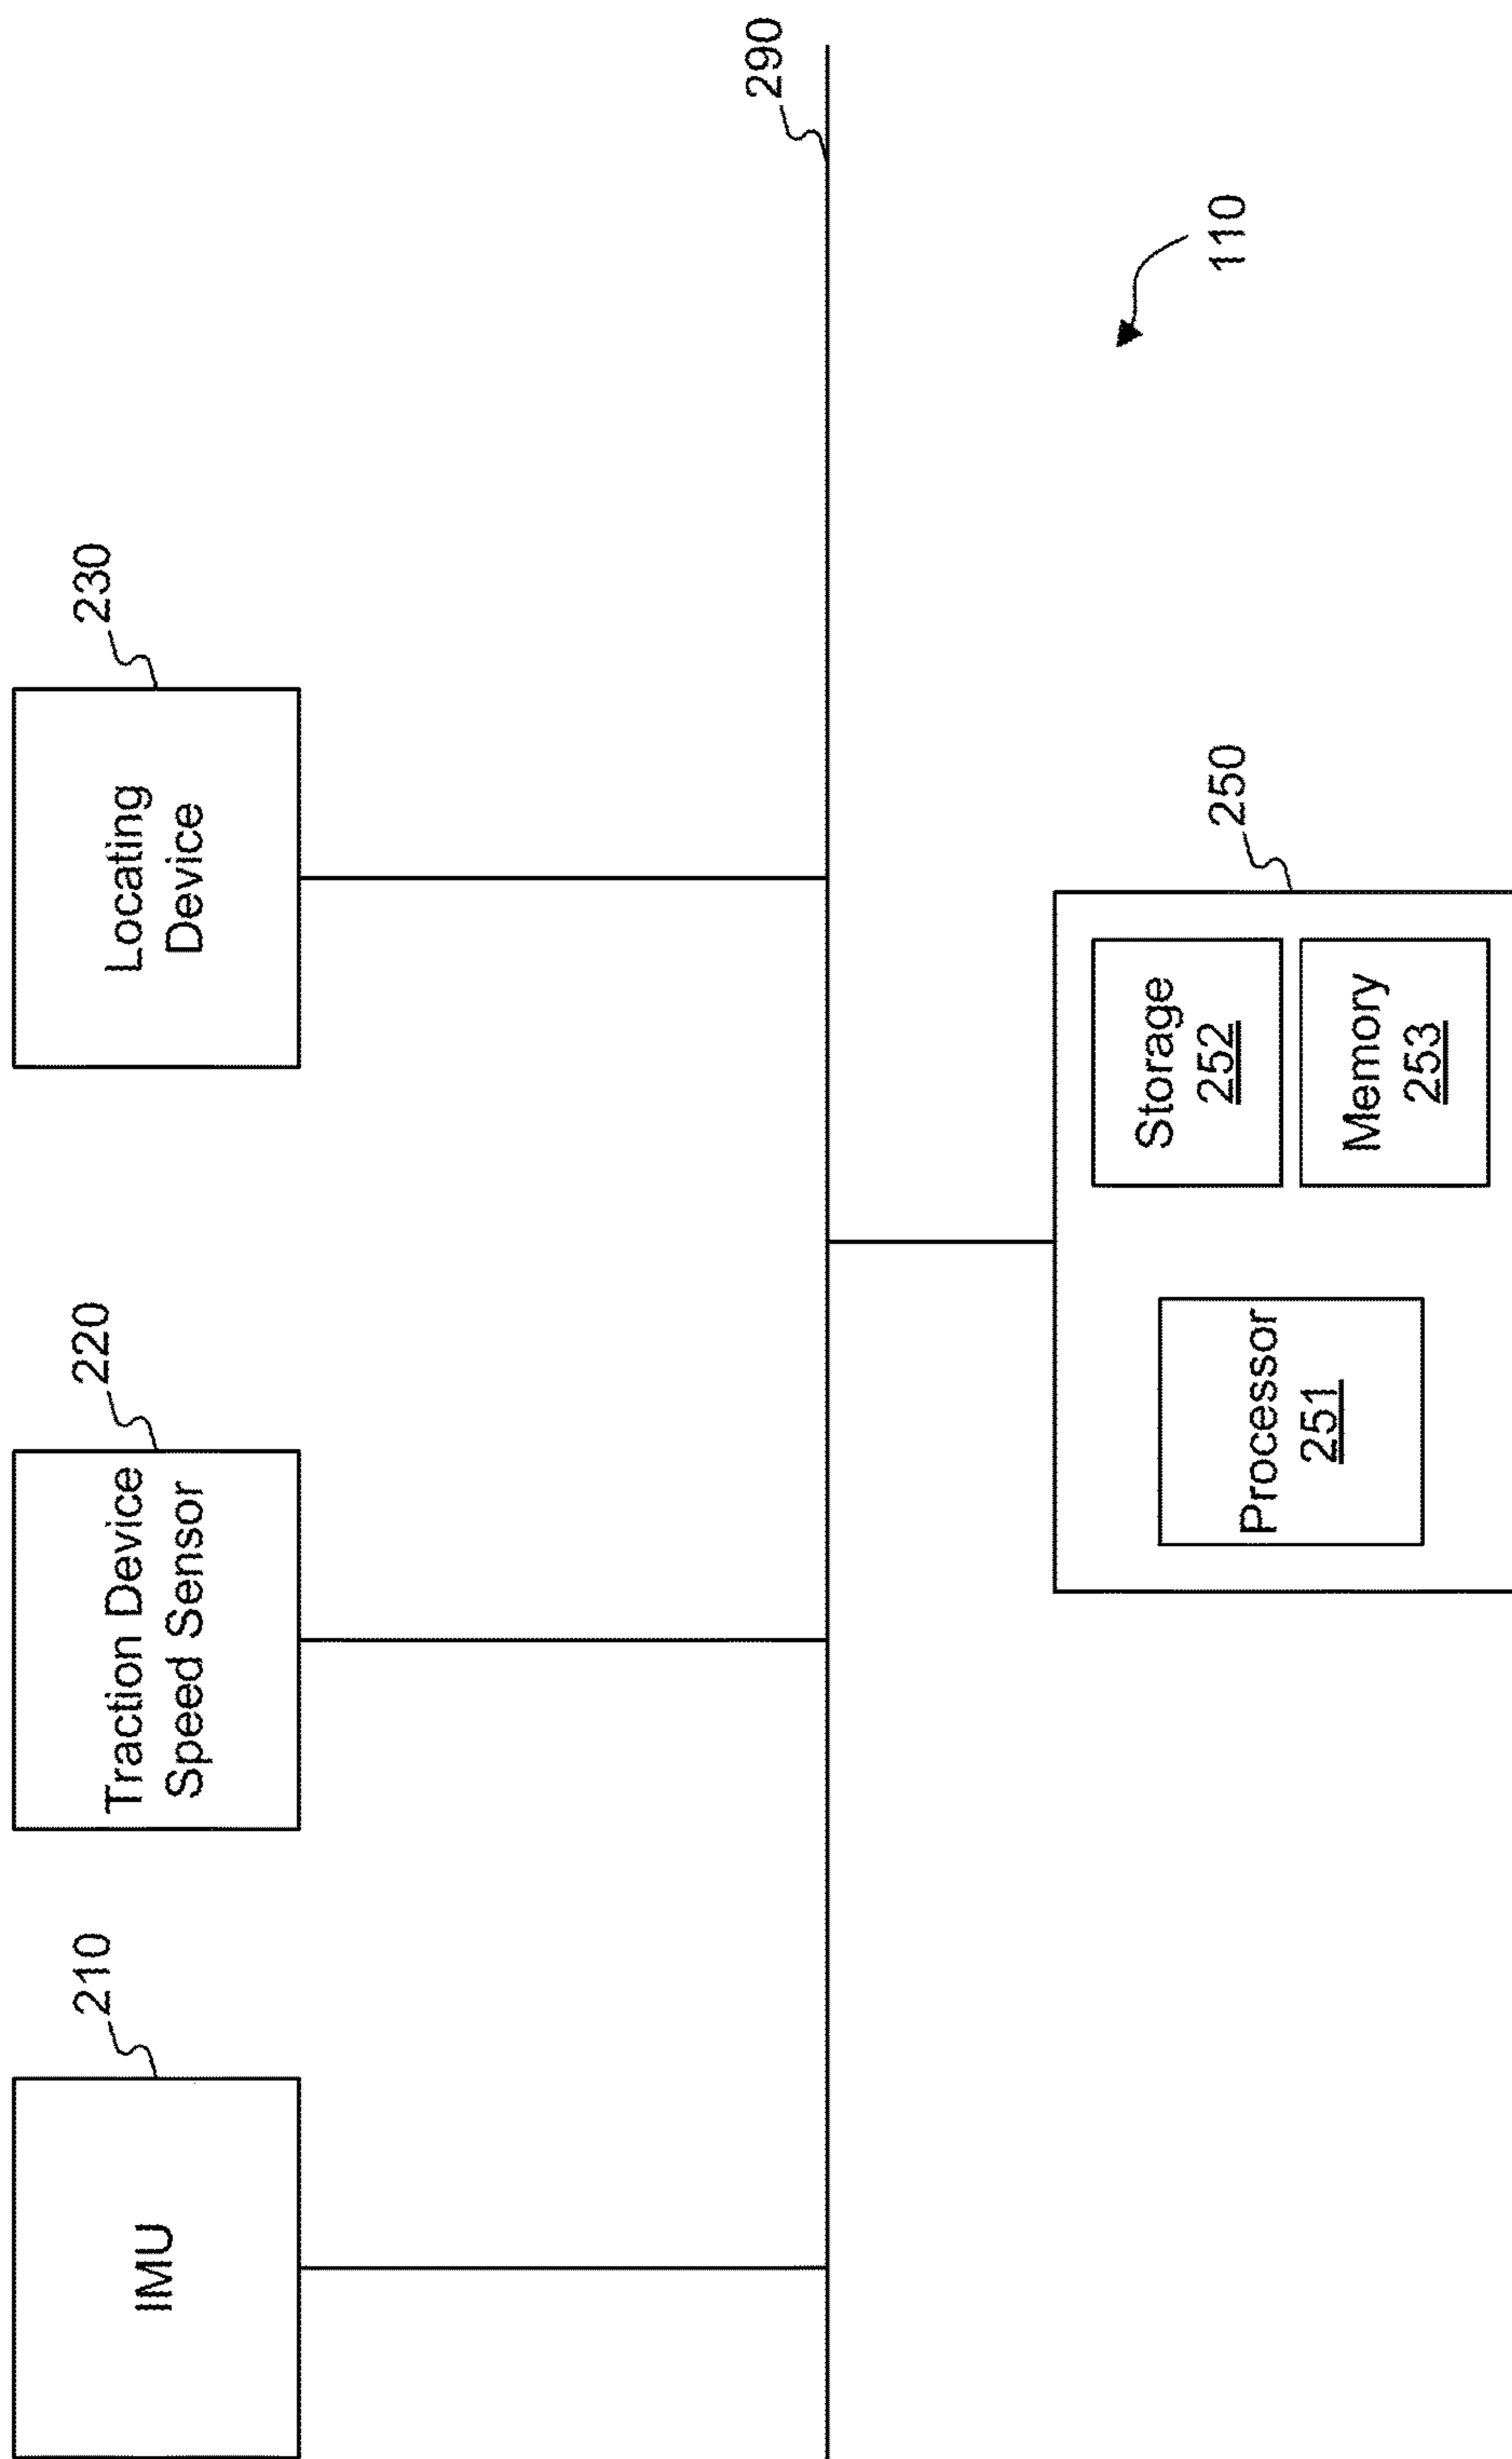 210
220
230
IMU
Traction Device
Speed Sensor
Locating
Device
290
250
110
Processor
251
Storage
252
Memory
253